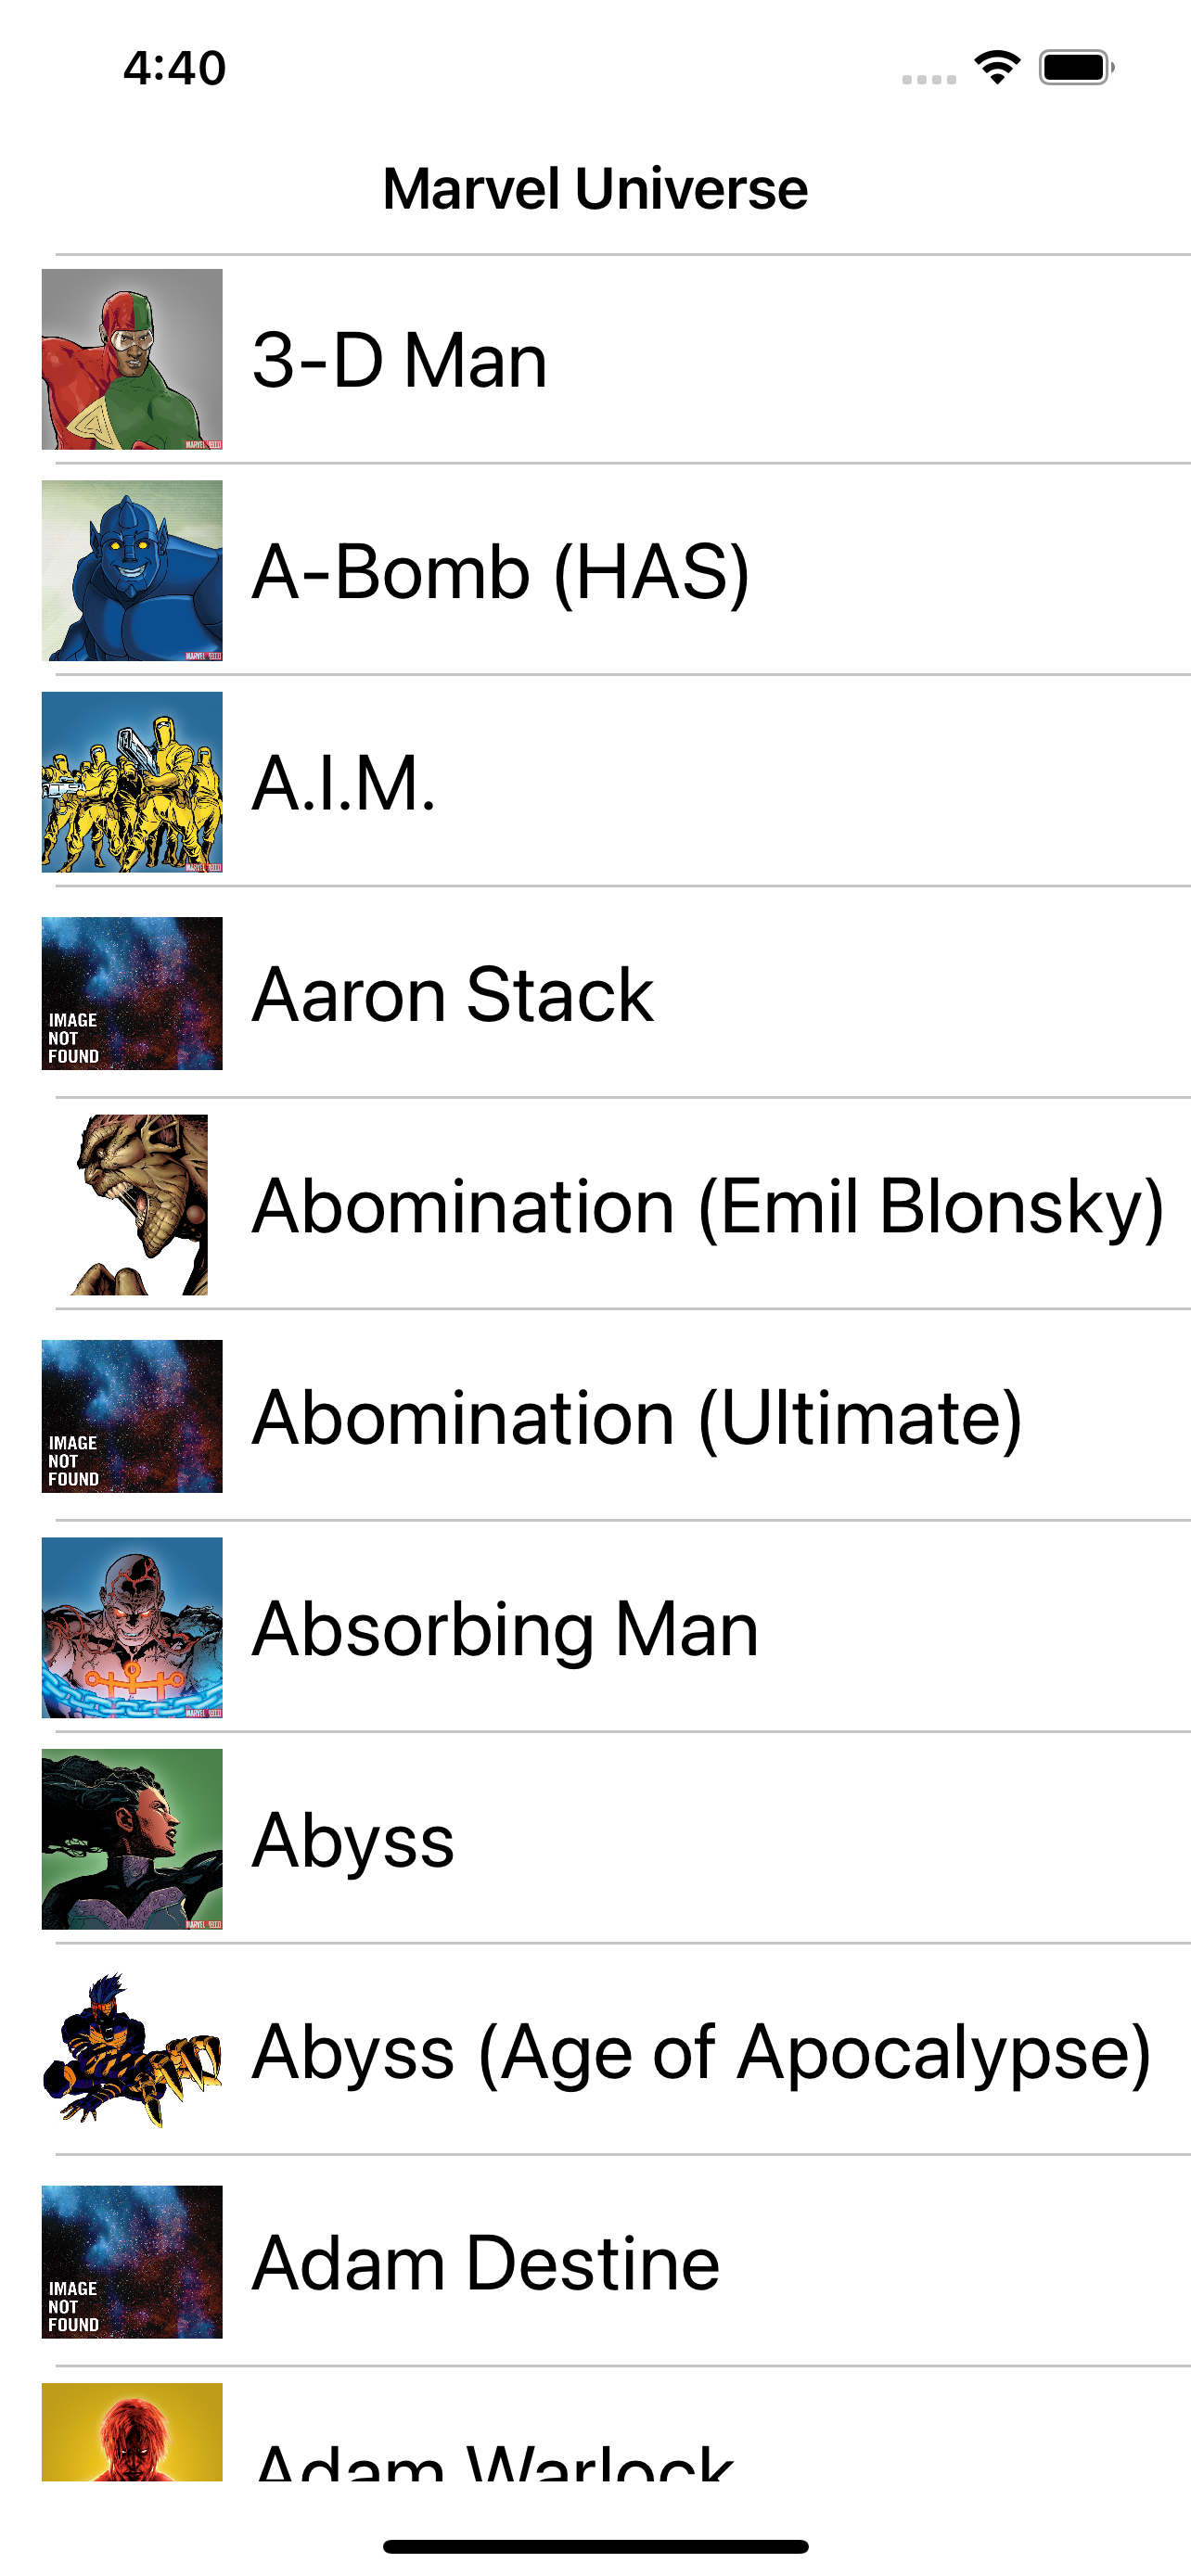 4:40
Marvel Universe
3-D Man
A-Bomb (HAS)
A.I.M.
Aaron Stack
IMAGE
NOT
FOUND
Abomination (Emil Blonsky)
Abomination (Ultimate)
IMAGE
NOT
FOUND
Absorbing Man
Abyss
Abyss (Age of Apocalypse)
Adam Destine
IMAGE
NOT
FOUND
Adam Warlock